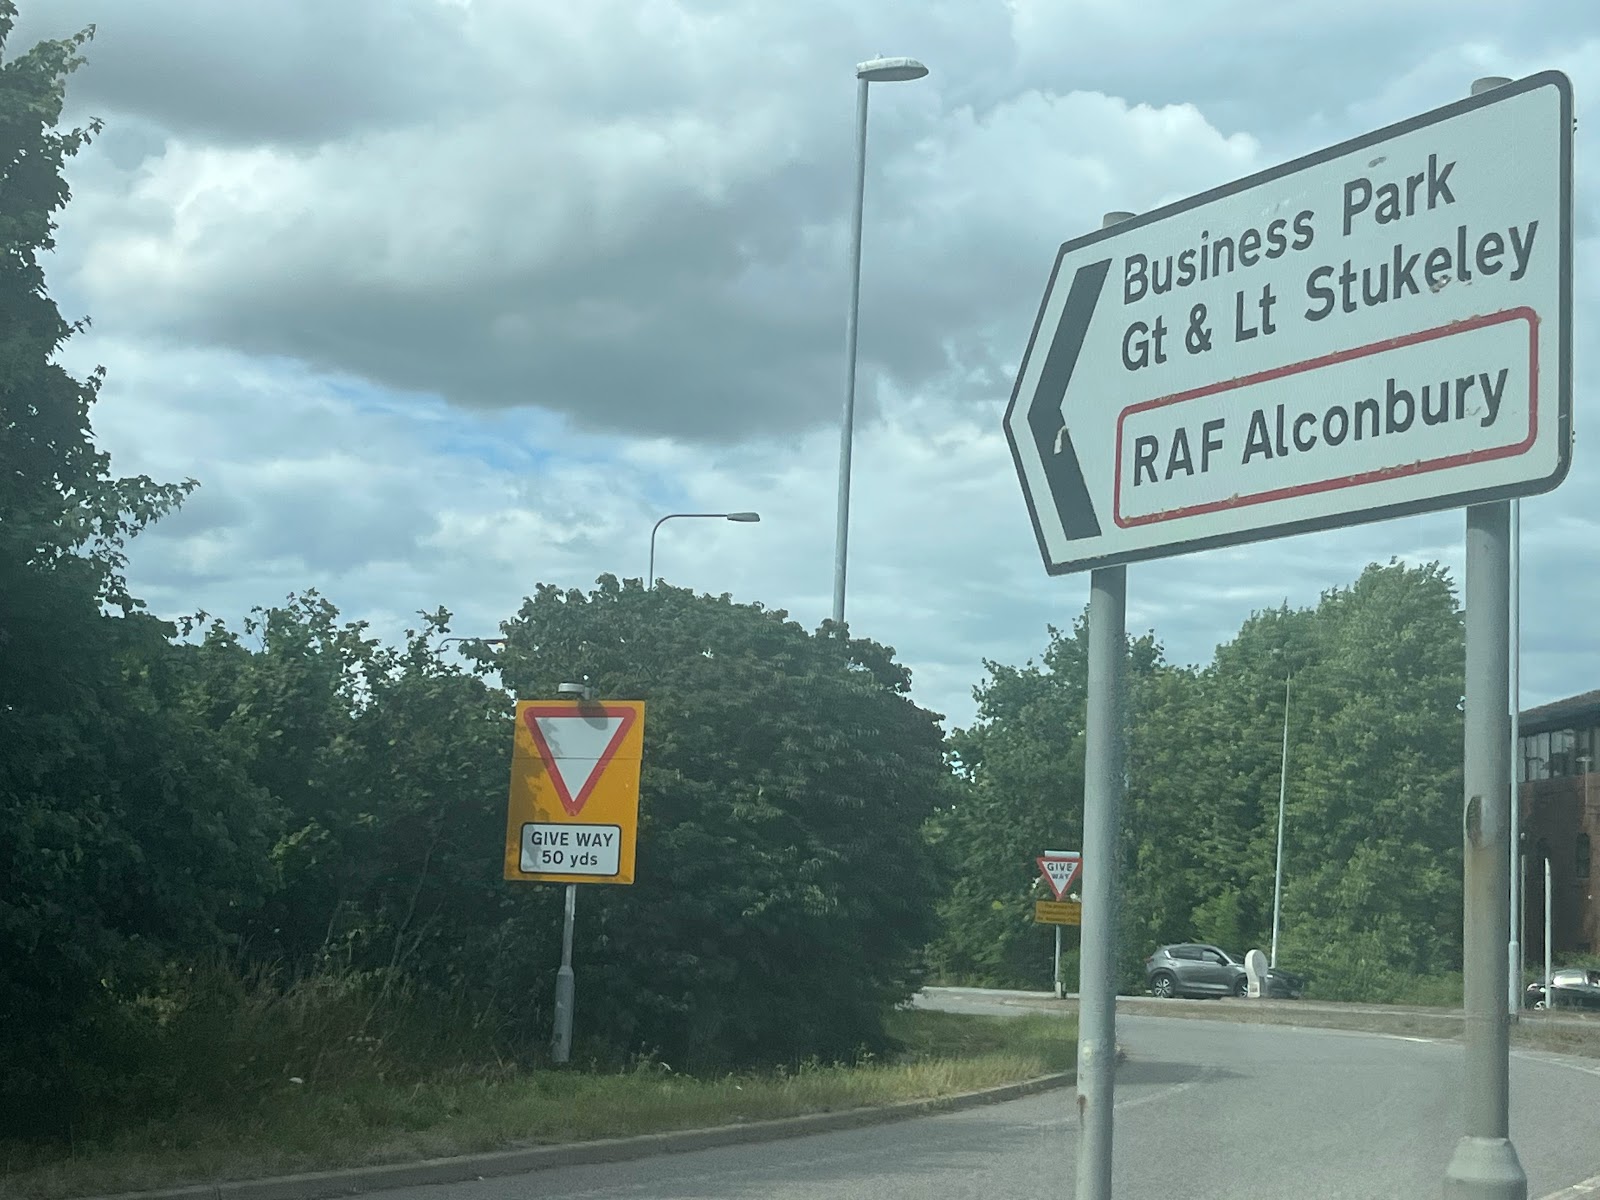 Business Park
Gt & Lt Stukeley
RAF Alconbury
GIVE WAY
50 yds
GIVE
WAY